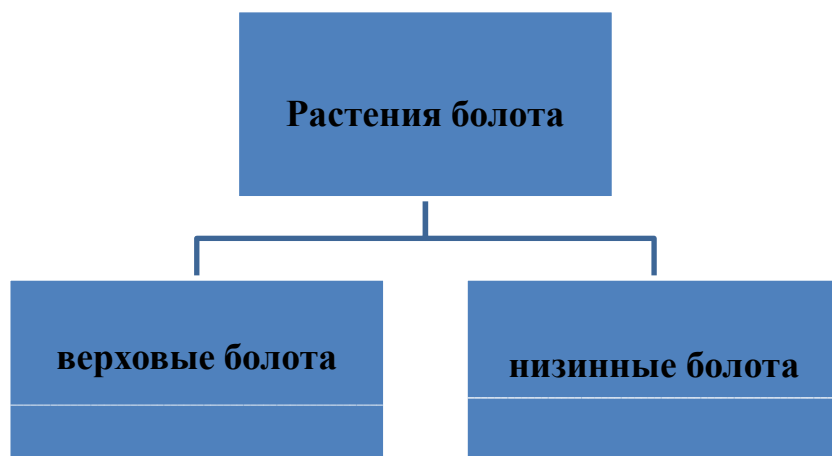 Растения болота
верховые болота
низинные болота